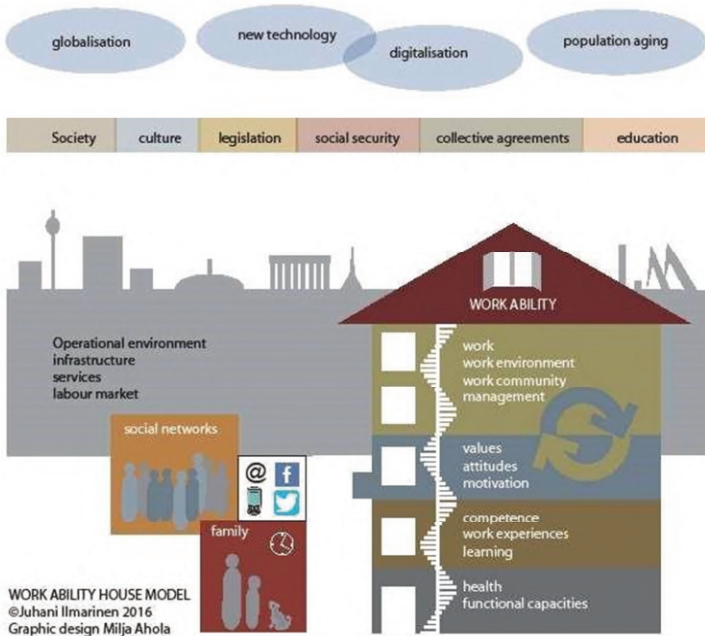 globalisation
new technology
digitalisation
population aging
Society culture legislation social security collective agreements education
WORK ABILITY
Operational environment
infrastructure
services
labour market
work
work environment
work community
management
social networks
@
f
family
values
attitudes
motivation
competence
work experiences
learning
health
functional capacities
WORK ABILITY HOUSE MODEL
©Juhani Ilmarinen 2016
Graphic design Milja Ahola